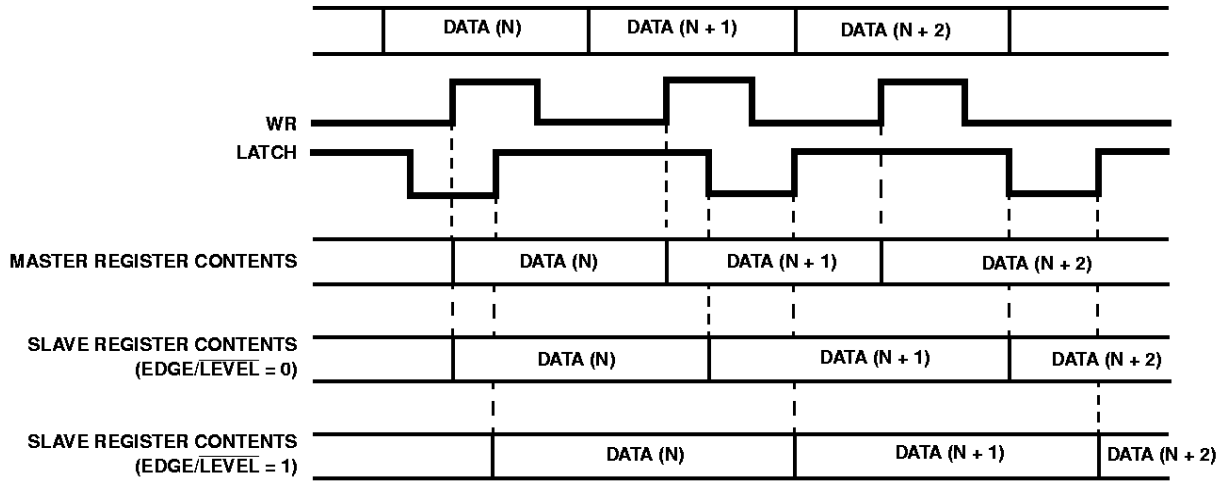 DATA (N) DATA (N + 1) DATA (N + 2)
WR
LATCH
MASTER REGISTER CONTENTS DATA (N) DATA (N + 1) DATA (N + 2)
SLAVE REGISTER CONTENTS
(EDGE/LEVEL = 0) DATA (N) DATA (N + 1) DATA (N + 2)
SLAVE REGISTER CONTENTS
(EDGE/LEVEL = 1) DATA (N) DATA (N + 1) DATA (N + 2)